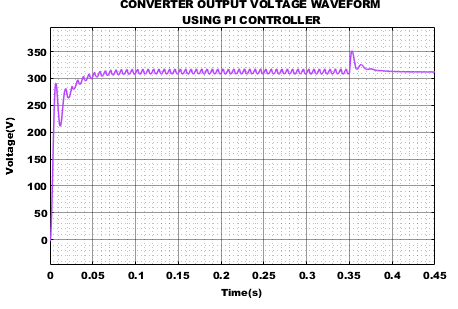 CONVERTER OUTPUT VOLTAGE WAVEFORM
USING PI CONTROLLER
350
300
250
200
150
100
50
0
Voltage(V)
0 0.05 0.1 0.15 0.2 0.25 0.3 0.35 0.4 0.45
Time(s)